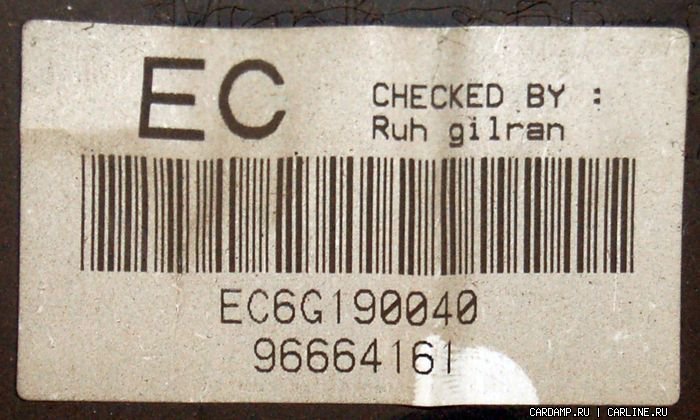 EC
CHECKED BY :
Ruh gilran
EC6G190040
96664161
CARDAMP.RU | CARLINE.RU